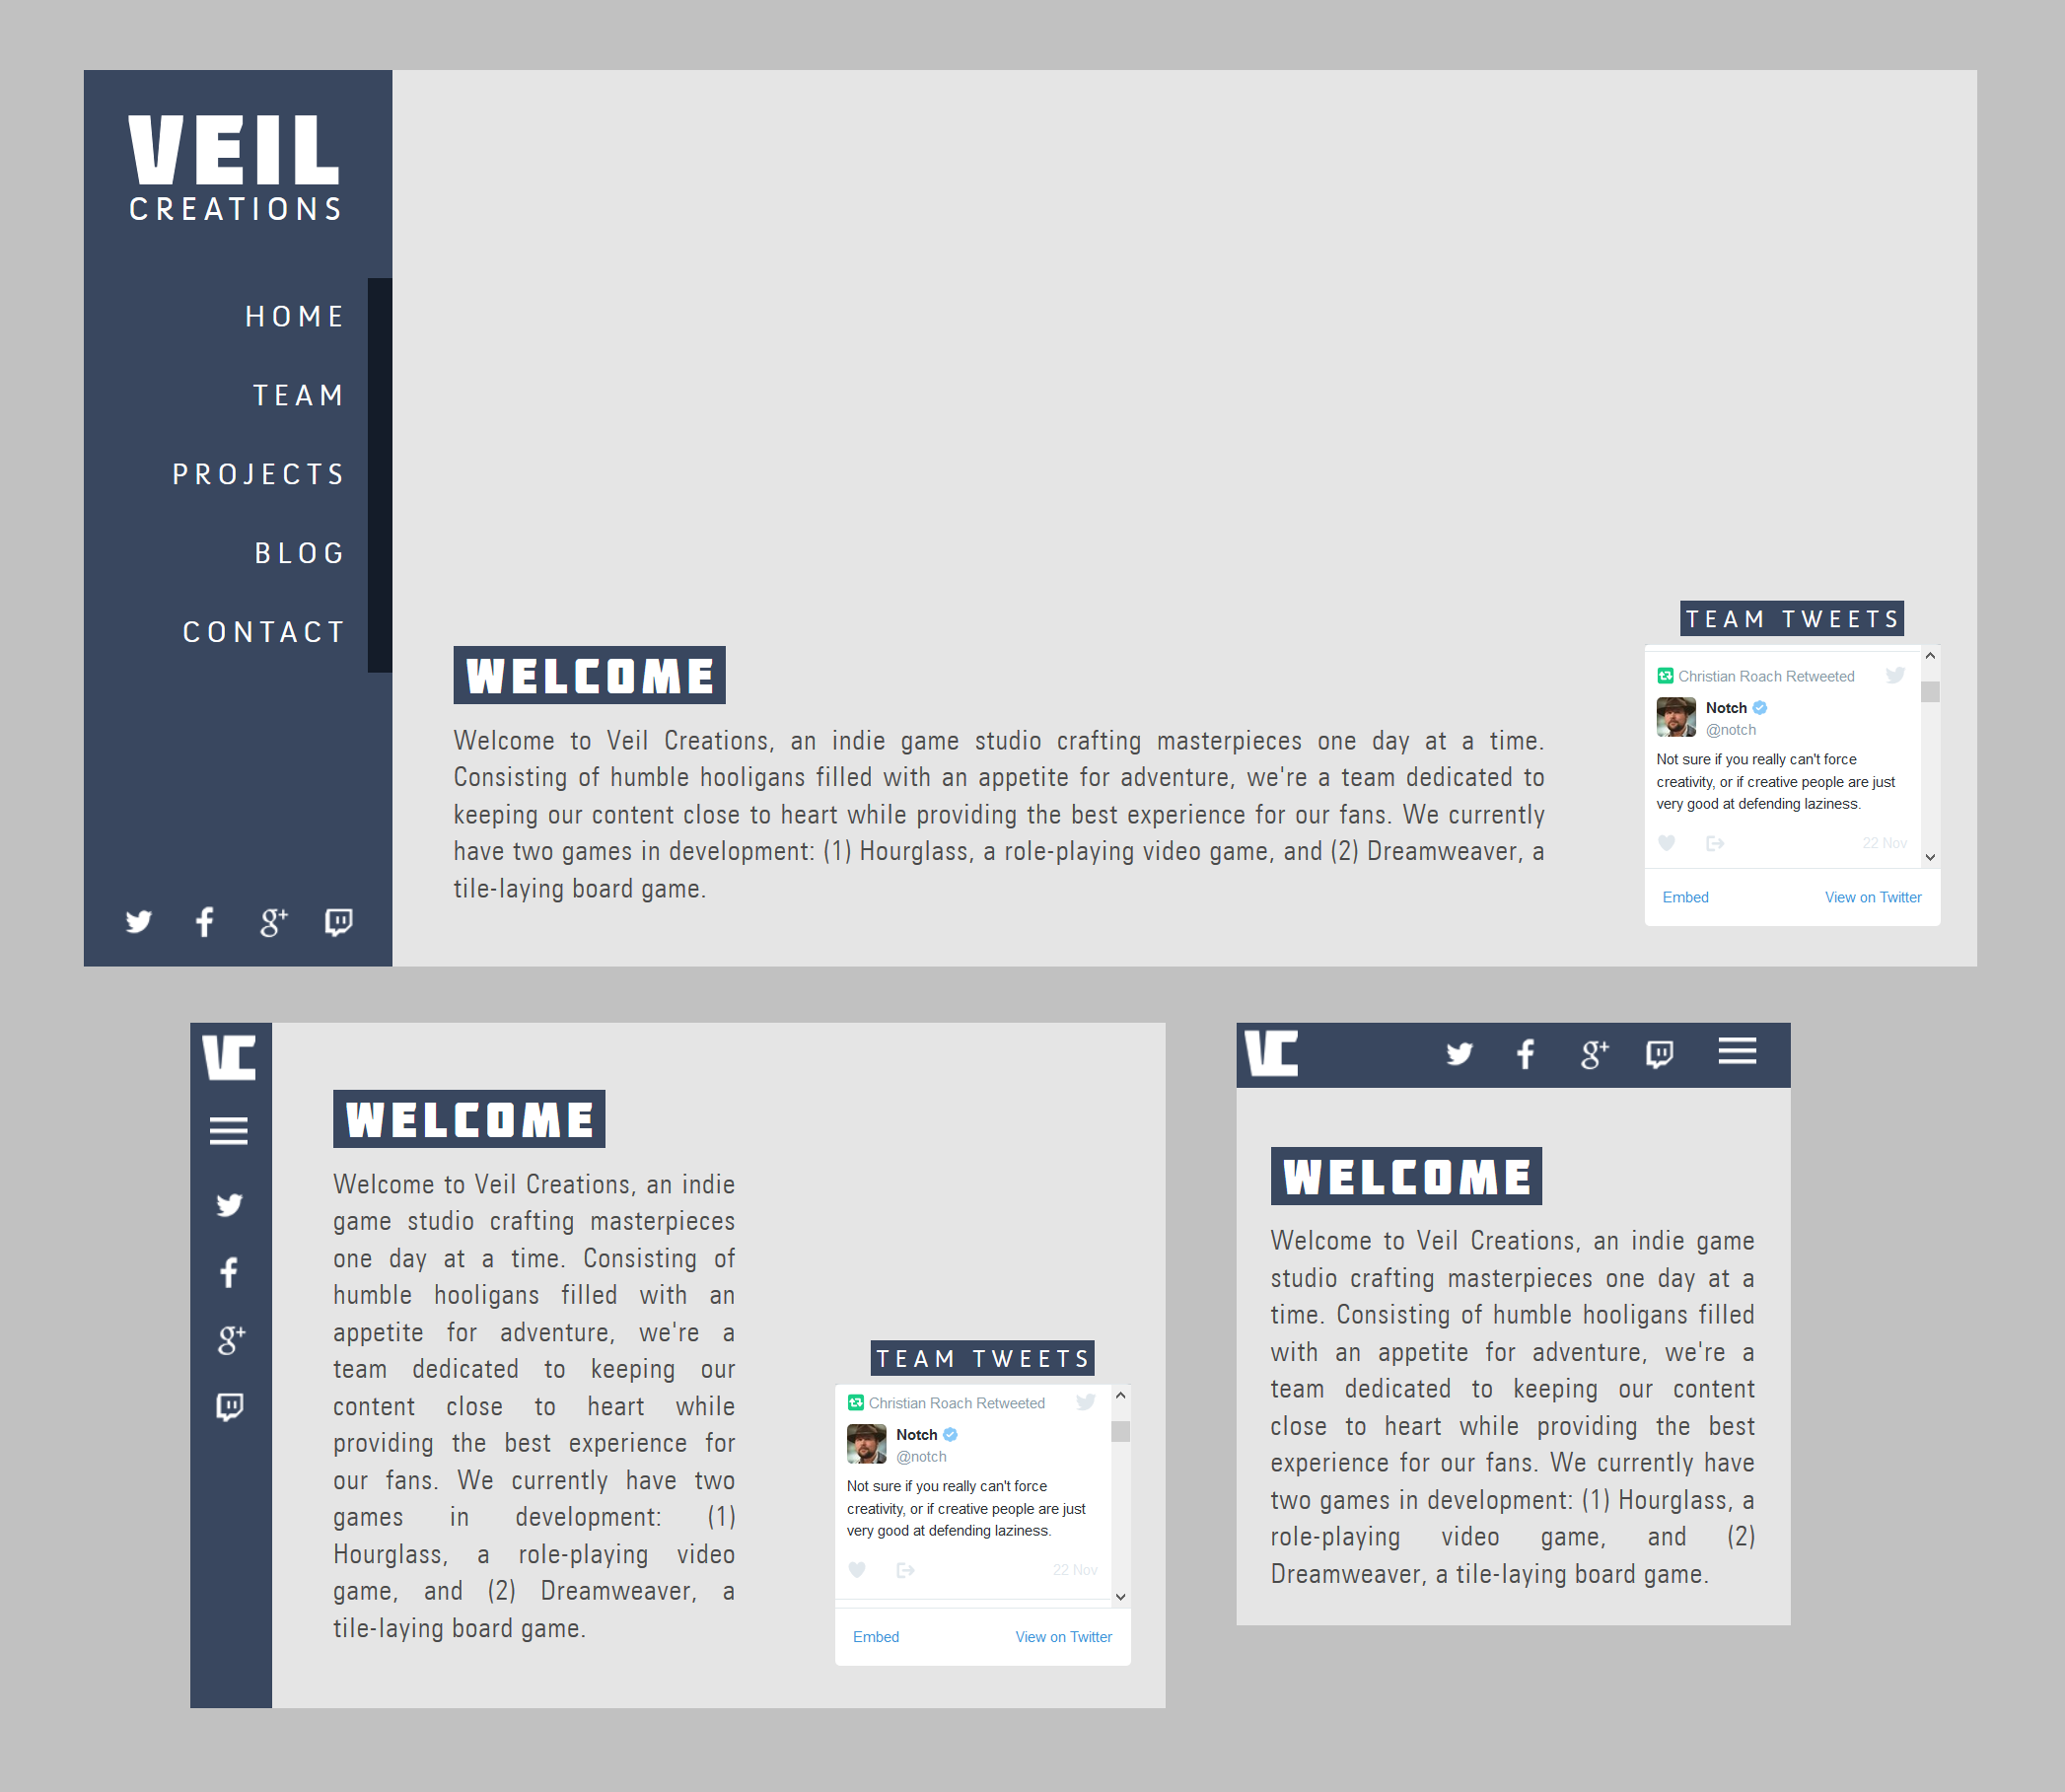 VEIL
CREATIONS
HOME
TEAM
PROJECTS
BLOG
CONTACT
WELCOME
Welcome to Veil Creations, an indie game studio crafting masterpieces one day at a time.
Consisting of humble hooligans filled with an appetite for adventure, we're a team dedicated to
keeping our content close to heart while providing the best experience for our fans. We currently
have two games in development: (1) Hourglass, a role-playing video game, and (2) Dreamweaver, a
tile-laying board game.
TEAM TWEETS
Christian Roach Retweeted
Notch
@notch
Not sure if you really can't force
creativity, or if creative people are just
very good at defending laziness.
22 Nov
Embed View on Twitter
VC
WELCOME
Welcome to Veil Creations, an indie
game studio crafting masterpieces
one day at a time. Consisting of
humble hooligans filled with an
appetite for adventure, we're a
team dedicated to keeping our
content close to heart while
providing the best experience for
our fans. We currently have two
games in development: (1)
Hourglass, a role-playing video
game, and (2) Dreamweaver, a
tile-laying board game.
TEAM TWEETS
Christian Roach Retweeted
Notch
@notch
Not sure if you really can't force
creativity, or if creative people are just
very good at defending laziness.
22 Nov
Embed View on Twitter
VC
WELCOME
Welcome to Veil Creations, an indie game
studio crafting masterpieces one day at a
time. Consisting of humble hooligans filled
with an appetite for adventure, we're a
team dedicated to keeping our content
close to heart while providing the best
experience for our fans. We currently have
two games in development: (1) Hourglass, a
role-playing video game, and (2)
Dreamweaver, a tile-laying board game.